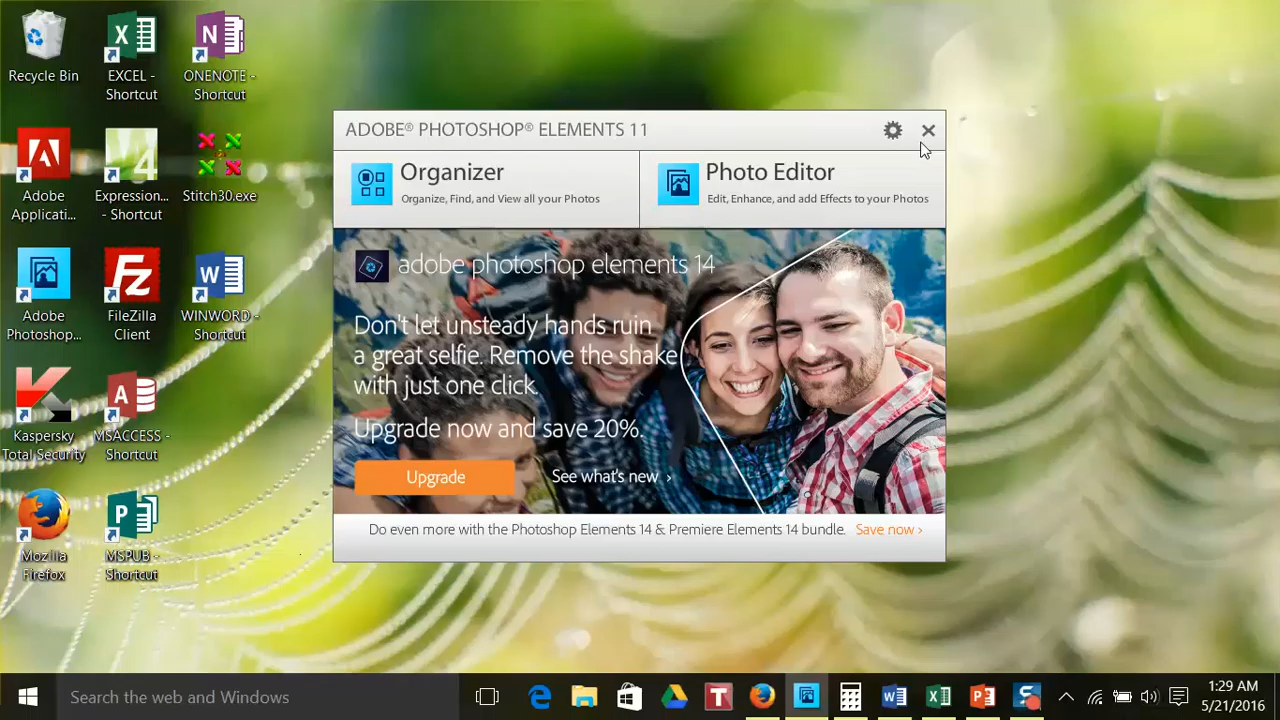 Recycle Bin
EXCEL -
Shortcut
ONENOTE -
Shortcut
Adobe
Applicati...
Expression...
- Shortcut
Stitch30.exe
Adobe
Photoshop...
FileZilla
Client
WINWORD -
Shortcut
Kaspersky
Total Security
MSACCESS -
Shortcut
Mozilla
Firefox
MSPUB -
Shortcut
ADOBE® PHOTOSHOP® ELEMENTS 11
Organizer
Organize, Find, and View all your Photos
Photo Editor
Edit, Enhance, and add Effects to your Photos
adobe photoshop elements 14
Don't let unsteady hands ruin
a great selfie. Remove the shake
with just one click.
Upgrade now and save 20%.
Upgrade
See what's new ›
Do even more with the Photoshop Elements 14 & Premiere Elements 14 bundle. Save now ›
Search the web and Windows
1:29 AM
5/21/2016